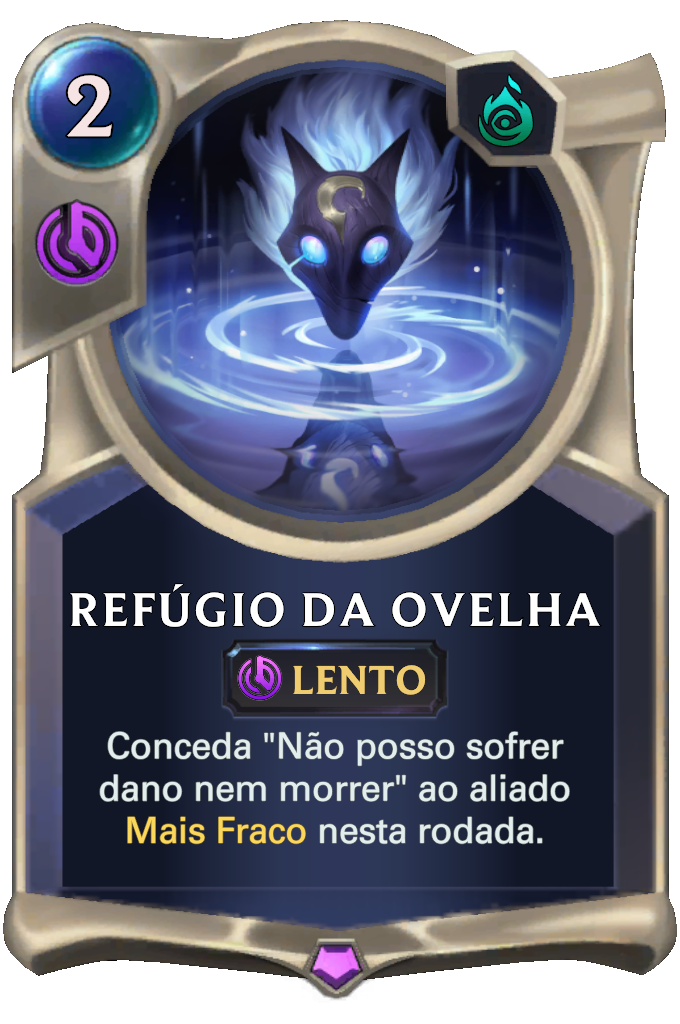 2
REFÚGIO DA OVELHA
LENTO
Conceda "Não posso sofrer
dano nem morrer" ao aliado
Mais Fraco nesta rodada.